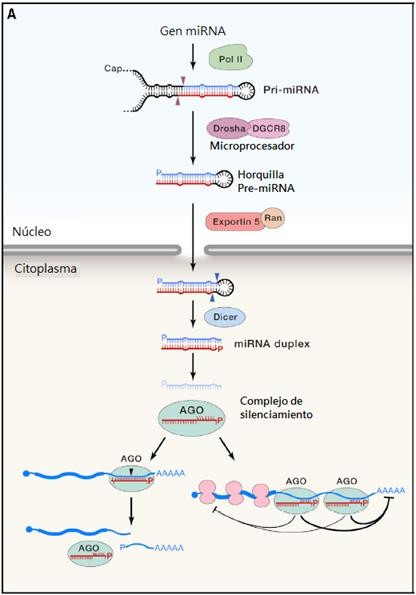 A
Gen miRNA
Pol II
Cap
Pri-miRNA
Drosha DGCR8
Microprocesador
P
Horquilla
Pre-miRNA
Exportin 5 Ran
Núcleo
Citoplasma
P
Dicer
P
miRNA duplex
P
Complejo de
silenciamiento
AGO
P
AGO
AAAAA
P
AGO
AGO
AAAAA
P
P
AGO
P
P
AAAAA